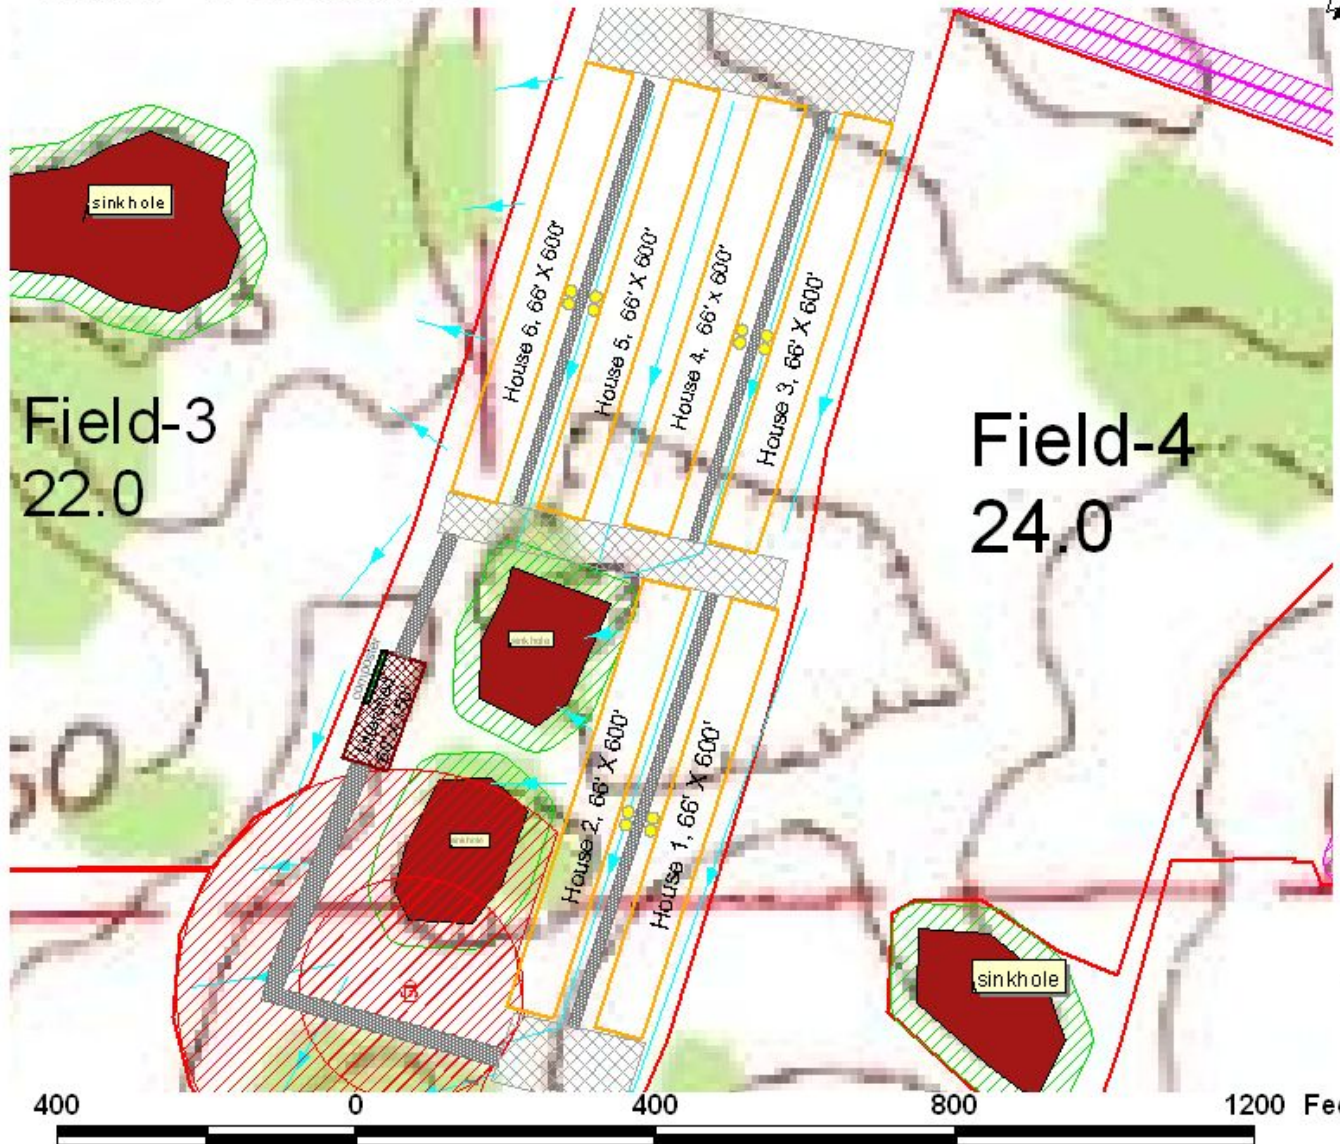 sinkhole
House 6, 66' X 600'
House 5, 66' X 600'
House 4, 66' x 600'
House 3, 66' X 600'
Field-3
22.0
Field-4
24.0
sinkhole
composter
House 2, 66' X 600'
House 1, 66' X 600'
50
sinkhole
sinkhole
400 0 400 800 1200